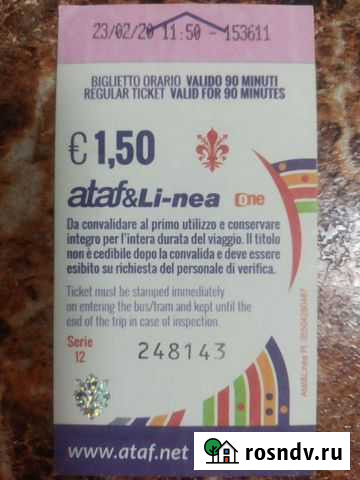 23/02/20 11:50 - 153611
BIGLIETTO ORARIO VALIDO 90 MINUTI
REGULAR TICKET VALID FOR 90 MINUTES
€ 1,50
ataf&Li-nea One
Da convalidare al primo utilizzo e conservare
integro per l'intera durata del viaggio. Il titolo
non è cedibile dopo la convalida e deve essere
esibito su richiesta del personale di verifica.
Ticket must be stamped immediately
on entering the bus/tram and kept until the
end of the trip in case of inspection.
Serie
12
248143
Ataf&Linea PI.
www.ataf.net
rosndv.ru